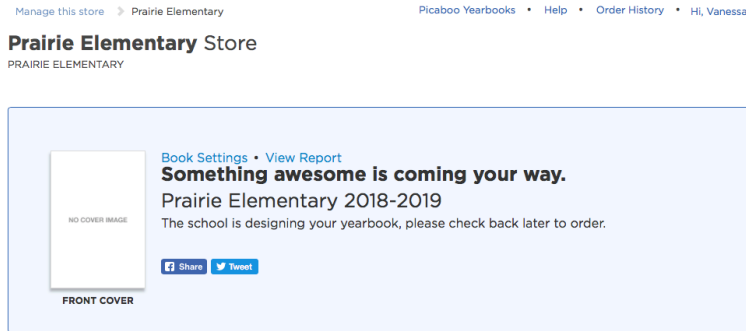 Manage this store Prairie Elementary
Picaboo Yearbooks • Help • Order History • Hi, Vanessa
Prairie Elementary Store
PRAIRIE ELEMENTARY
Book Settings • View Report
Something awesome is coming your way.
Prairie Elementary 2018-2019
The school is designing your yearbook, please check back later to order.
NO COVER IMAGE
Share Tweet
FRONT COVER